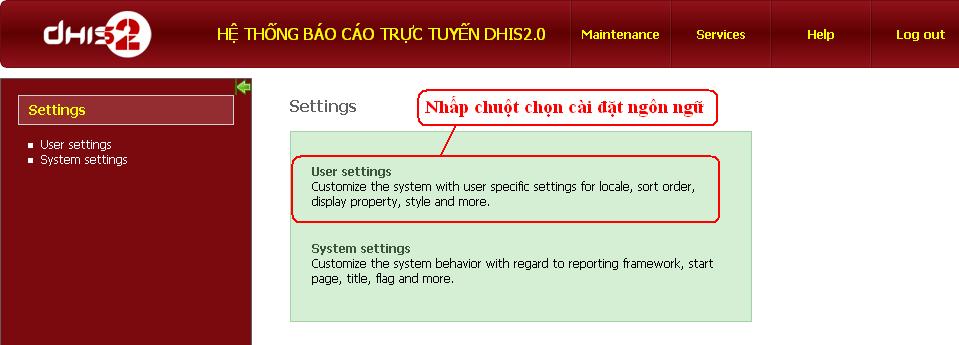 dhis2
HỆ THỐNG BÁO CÁO TRỰC TUYẾN DHIS2.0
Maintenance
Services
Help
Log out
Settings
User settings
System settings
Settings
Nhấp chuột chọn cài đặt ngôn ngữ
User settings
Customize the system with user specific settings for locale, sort order,
display property, style and more.
System settings
Customize the system behavior with regard to reporting framework, start
page, title, flag and more.